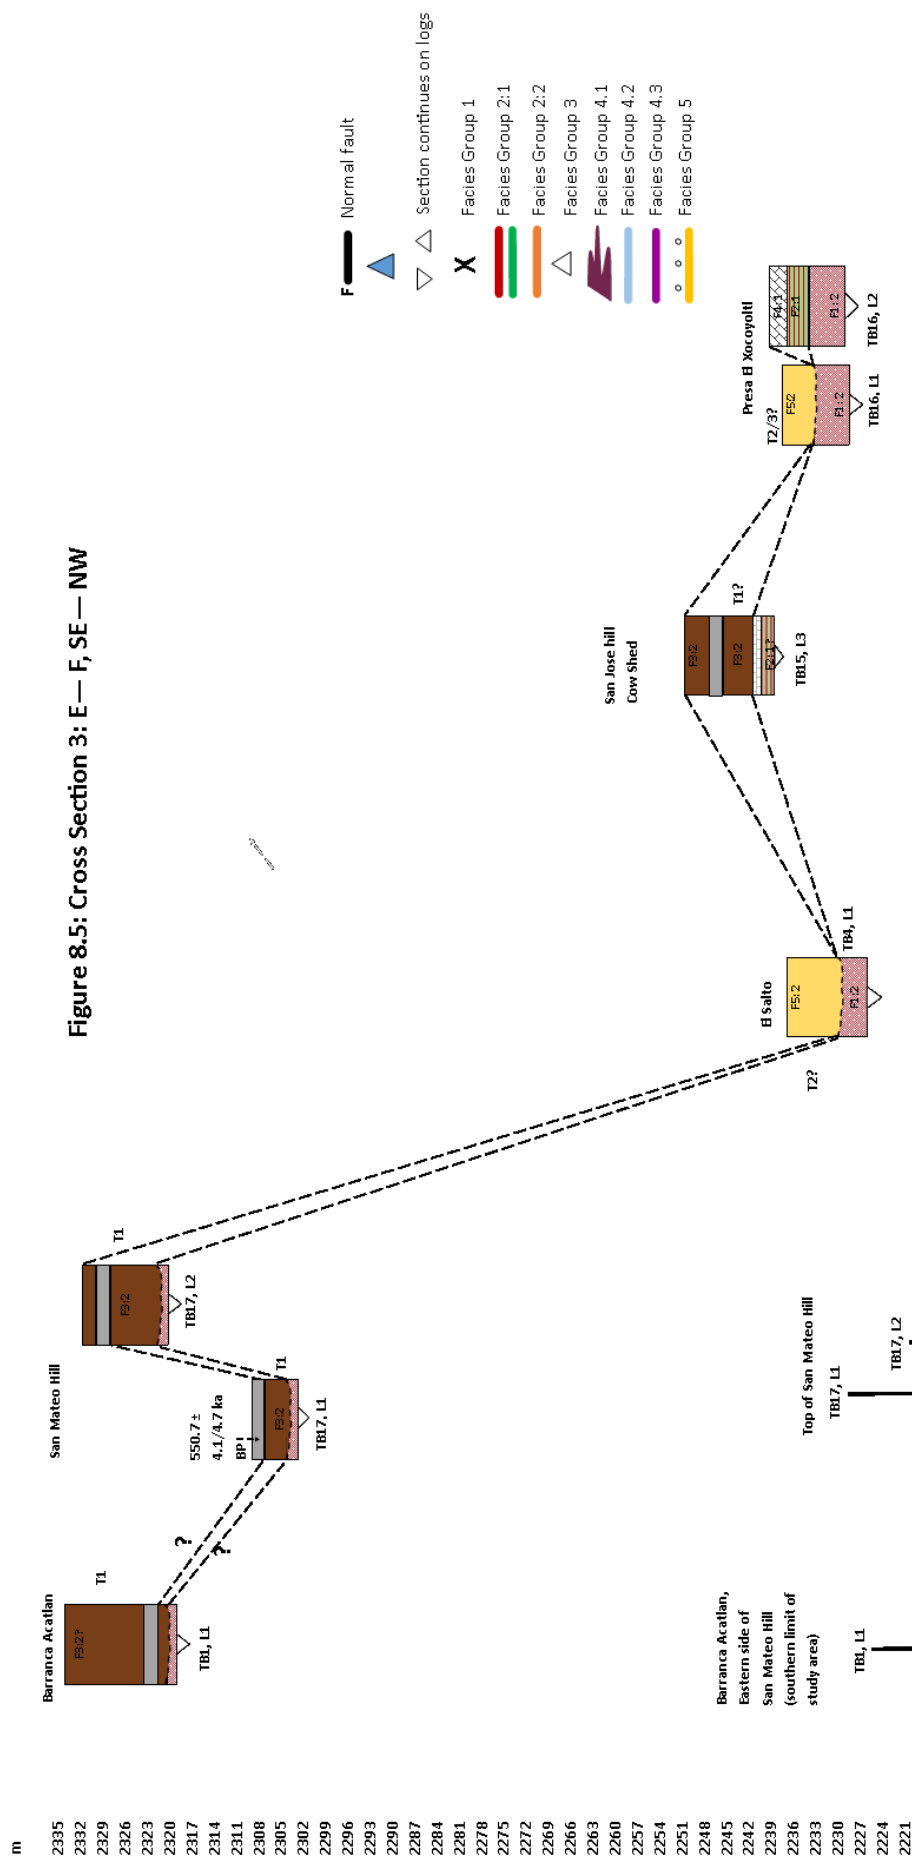 Figure 8.5: Cross Section 3: E — F, SE — NW
m
2335
2332
2329
2326
2323
2320
2317
2314
2311
2308
2305
2302
2299
2296
2293
2290
2287
2284
2281
2278
2275
2272
2269
2266
2263
2260
2257
2254
2251
2248
2245
2242
2239
2236
2233
2230
2227
2224
2221
Barranca Acatlan
T1
F3:2?
TB1, L1
?
?
San Mateo Hill
550.7 ±
4.1/4.7 ka
BP
T1
F3:2
TB17, L1
T1
F3:2
TB17, L2
El Salto
T2?
F5:2
F1:2
TB4, L1
San Jose hill
Cow Shed
F3:2
F3:2
T1?
F2:1?
TB15, L3
Presa El Xocoyoltl
T2/3?
F5:2
F1:2
TB16, L1
F4:1
F2:1
F1:2
TB16, L2
F Normal fault
Section continues on logs
X Facies Group 1
Facies Group 2:1
Facies Group 2:2
Facies Group 3
Facies Group 4.1
Facies Group 4.2
Facies Group 4.3
Facies Group 5
Barranca Acatlan,
Eastern side of
San Mateo Hill
(southern limit of
study area)
TB1, L1
Top of San Mateo Hill
TB17, L1
TB17, L2